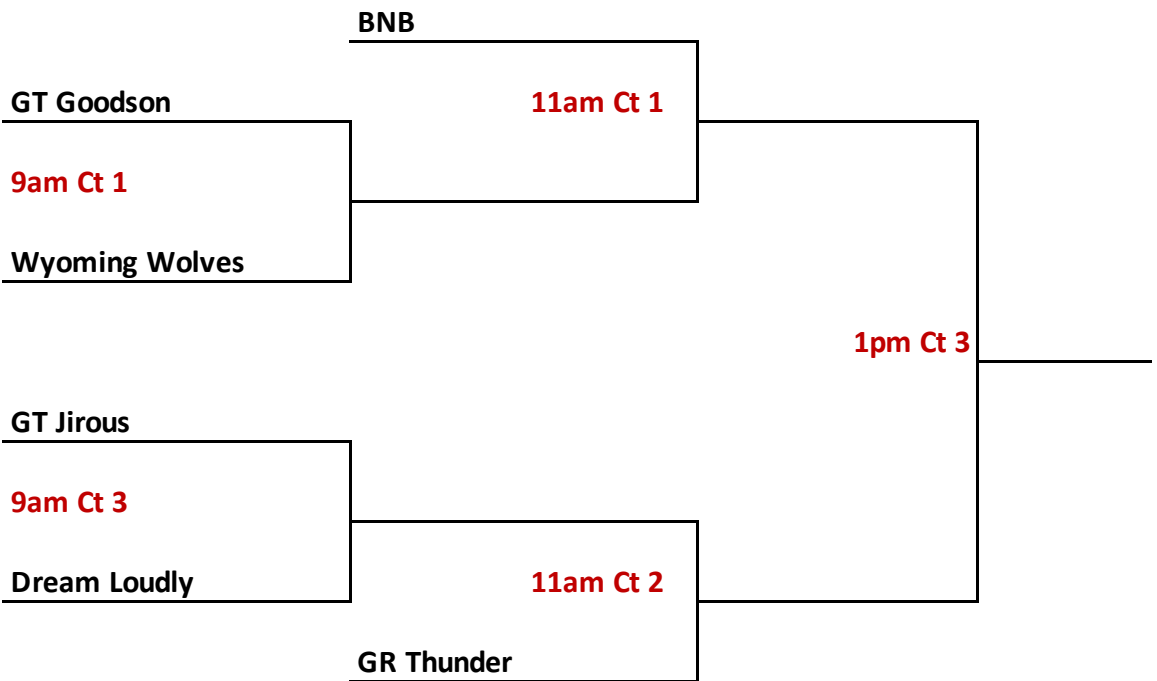 BNB
GT Goodson
11am Ct 1
9am Ct 1
Wyoming Wolves
1pm Ct 3
GT Jirous
9am Ct 3
Dream Loudly
11am Ct 2
GR Thunder